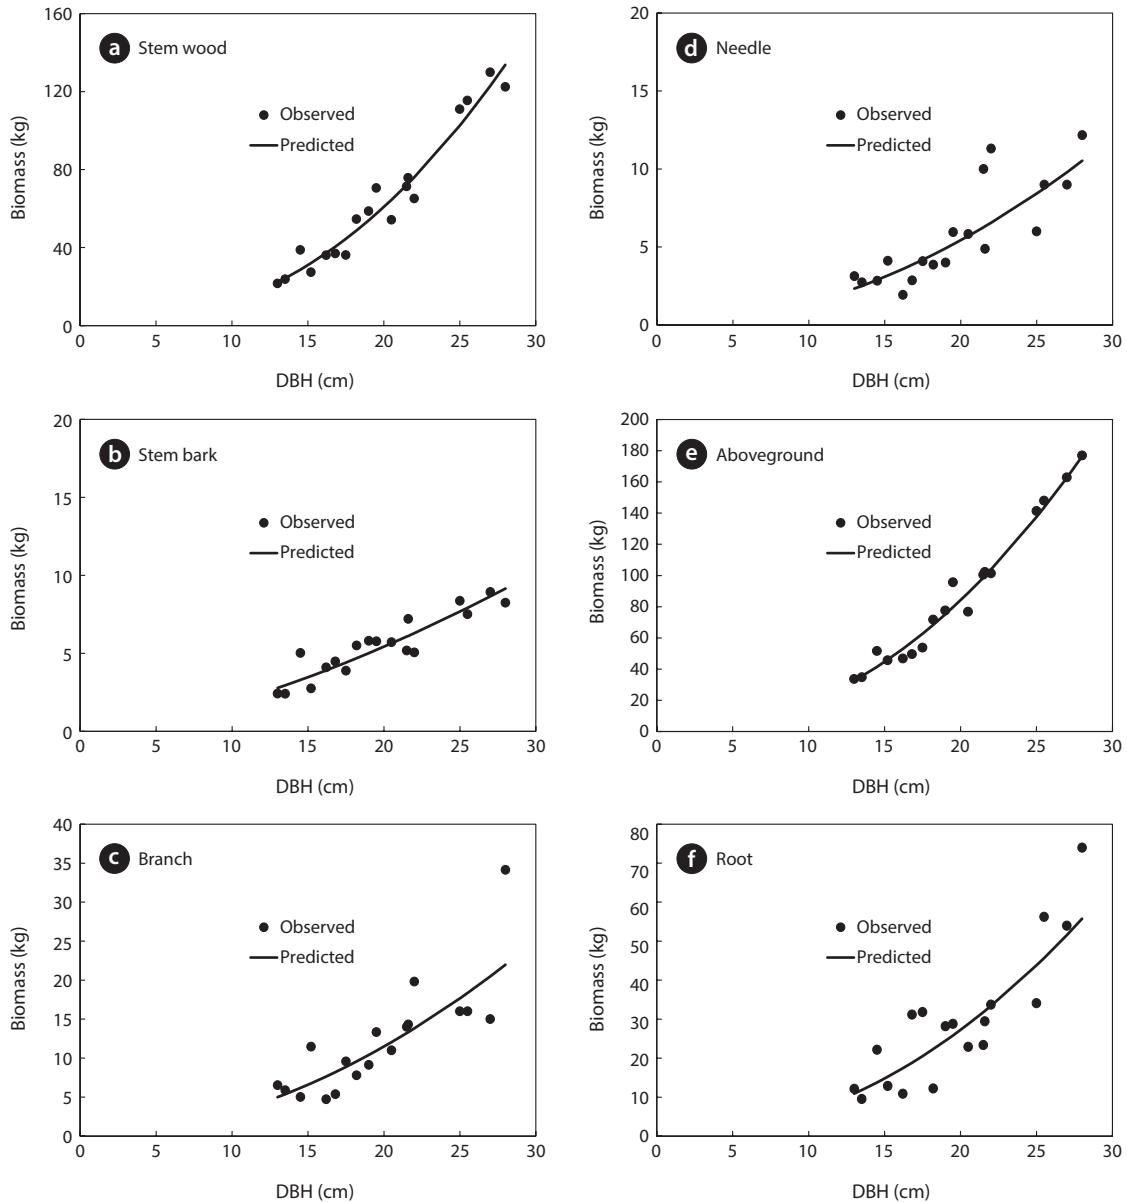 a Stem wood
Observed
Predicted
Biomass (kg)
160
120
80
40
0
0 5 10 15 20 25 30
DBH (cm)
d Needle
Observed
Predicted
Biomass (kg)
20
15
10
5
0
0 5 10 15 20 25 30
DBH (cm)
b Stem bark
Observed
Predicted
Biomass (kg)
20
15
10
5
0
0 5 10 15 20 25 30
DBH (cm)
e Aboveground
Observed
Predicted
Biomass (kg)
200
180
160
140
120
100
80
60
40
20
0
0 5 10 15 20 25 30
DBH (cm)
c Branch
Observed
Predicted
Biomass (kg)
40
35
30
25
20
15
10
5
0
0 5 10 15 20 25 30
DBH (cm)
f Root
Observed
Predicted
Biomass (kg)
80
70
60
50
40
30
20
10
0
0 5 10 15 20 25 30
DBH (cm)